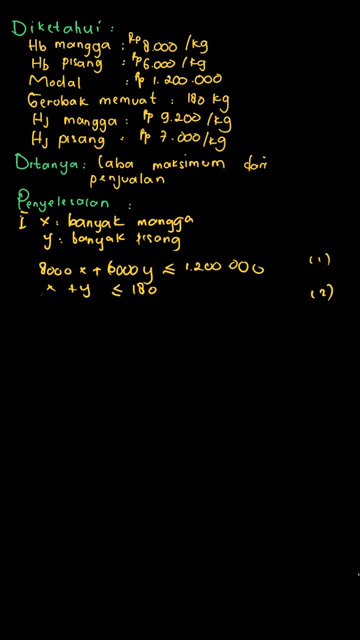 Diketahui :
Hb mangga : Rp 8.000 /kg
Hb pisang : Rp 6.000 /kg
Modal : Rp 1.200.000
Gerobak memuat : 180 kg
Hj mangga : Rp 9.200 /kg
Hj pisang : Rp 7.000 /kg
Ditanya : laba maksimum dari
penjualan
Penyelesaian :
I x : banyak mangga
y : banyak pisang
8000 x + 6000 y ≤ 1.200 000 (1)
x + y ≤ 180 (2)